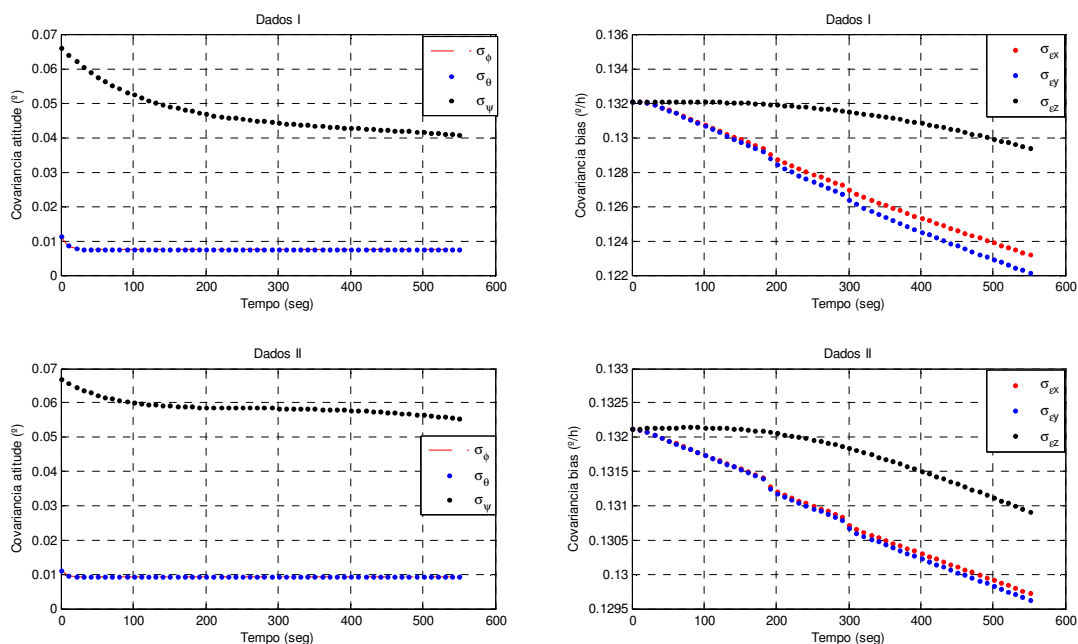 Dados I
Covariancia atitude (º)
0.07
0.06
0.05
0.04
0.03
0.02
0.01
0
0 100 200 300 400 500 600
Tempo (seg)
σϕ
σθ
σψ
Dados I
Covariancia bias (º/h)
0.136
0.134
0.132
0.13
0.128
0.126
0.124
0.122
0 100 200 300 400 500 600
Tempo (seg)
σεx
σεy
σεz
Dados II
Covariancia atitude (º)
0.07
0.06
0.05
0.04
0.03
0.02
0.01
0
0 100 200 300 400 500 600
Tempo (seg)
σϕ
σθ
σψ
Dados II
Covariancia bias (º/h)
0.133
0.1325
0.132
0.1315
0.131
0.1305
0.13
0.1295
0 100 200 300 400 500 600
Tempo (seg)
σεx
σεy
σεz